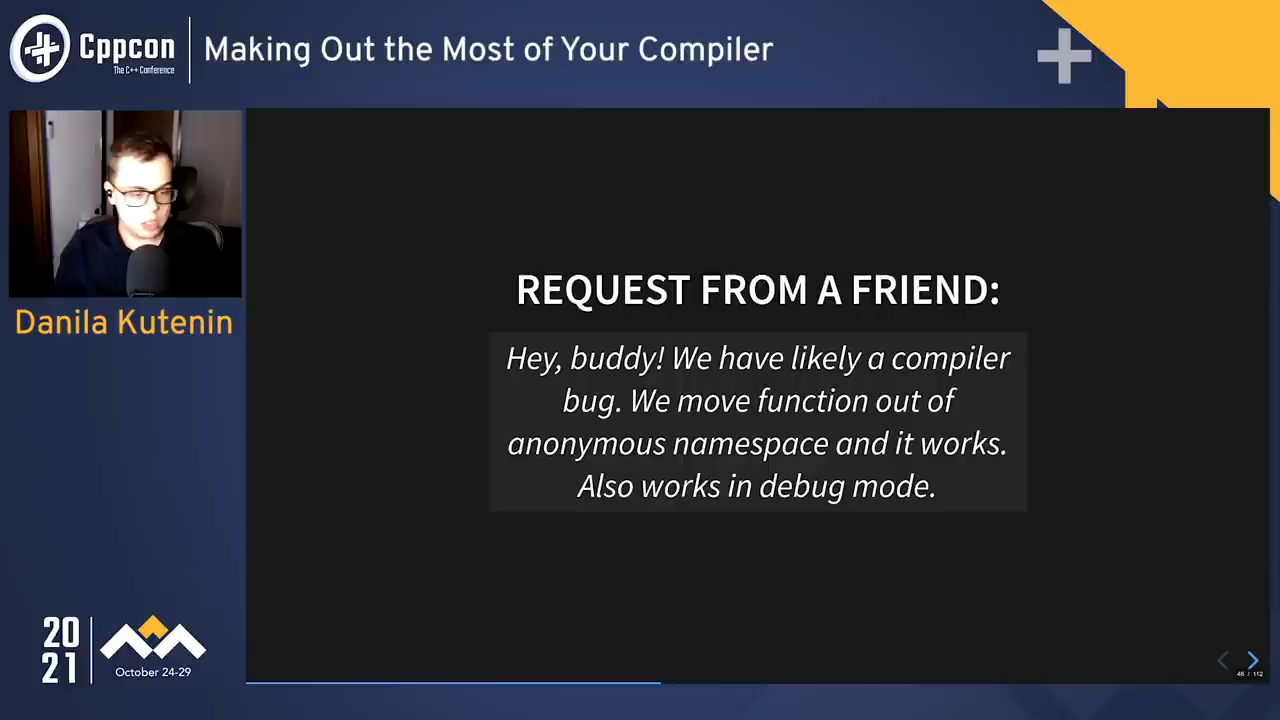 Cppcon
The C++ Conference
Making Out the Most of Your Compiler
Danila Kutenin
REQUEST FROM A FRIEND:
Hey, buddy! We have likely a compiler
bug. We move function out of
anonymous namespace and it works.
Also works in debug mode.
20
21
October 24-29
46 / 112